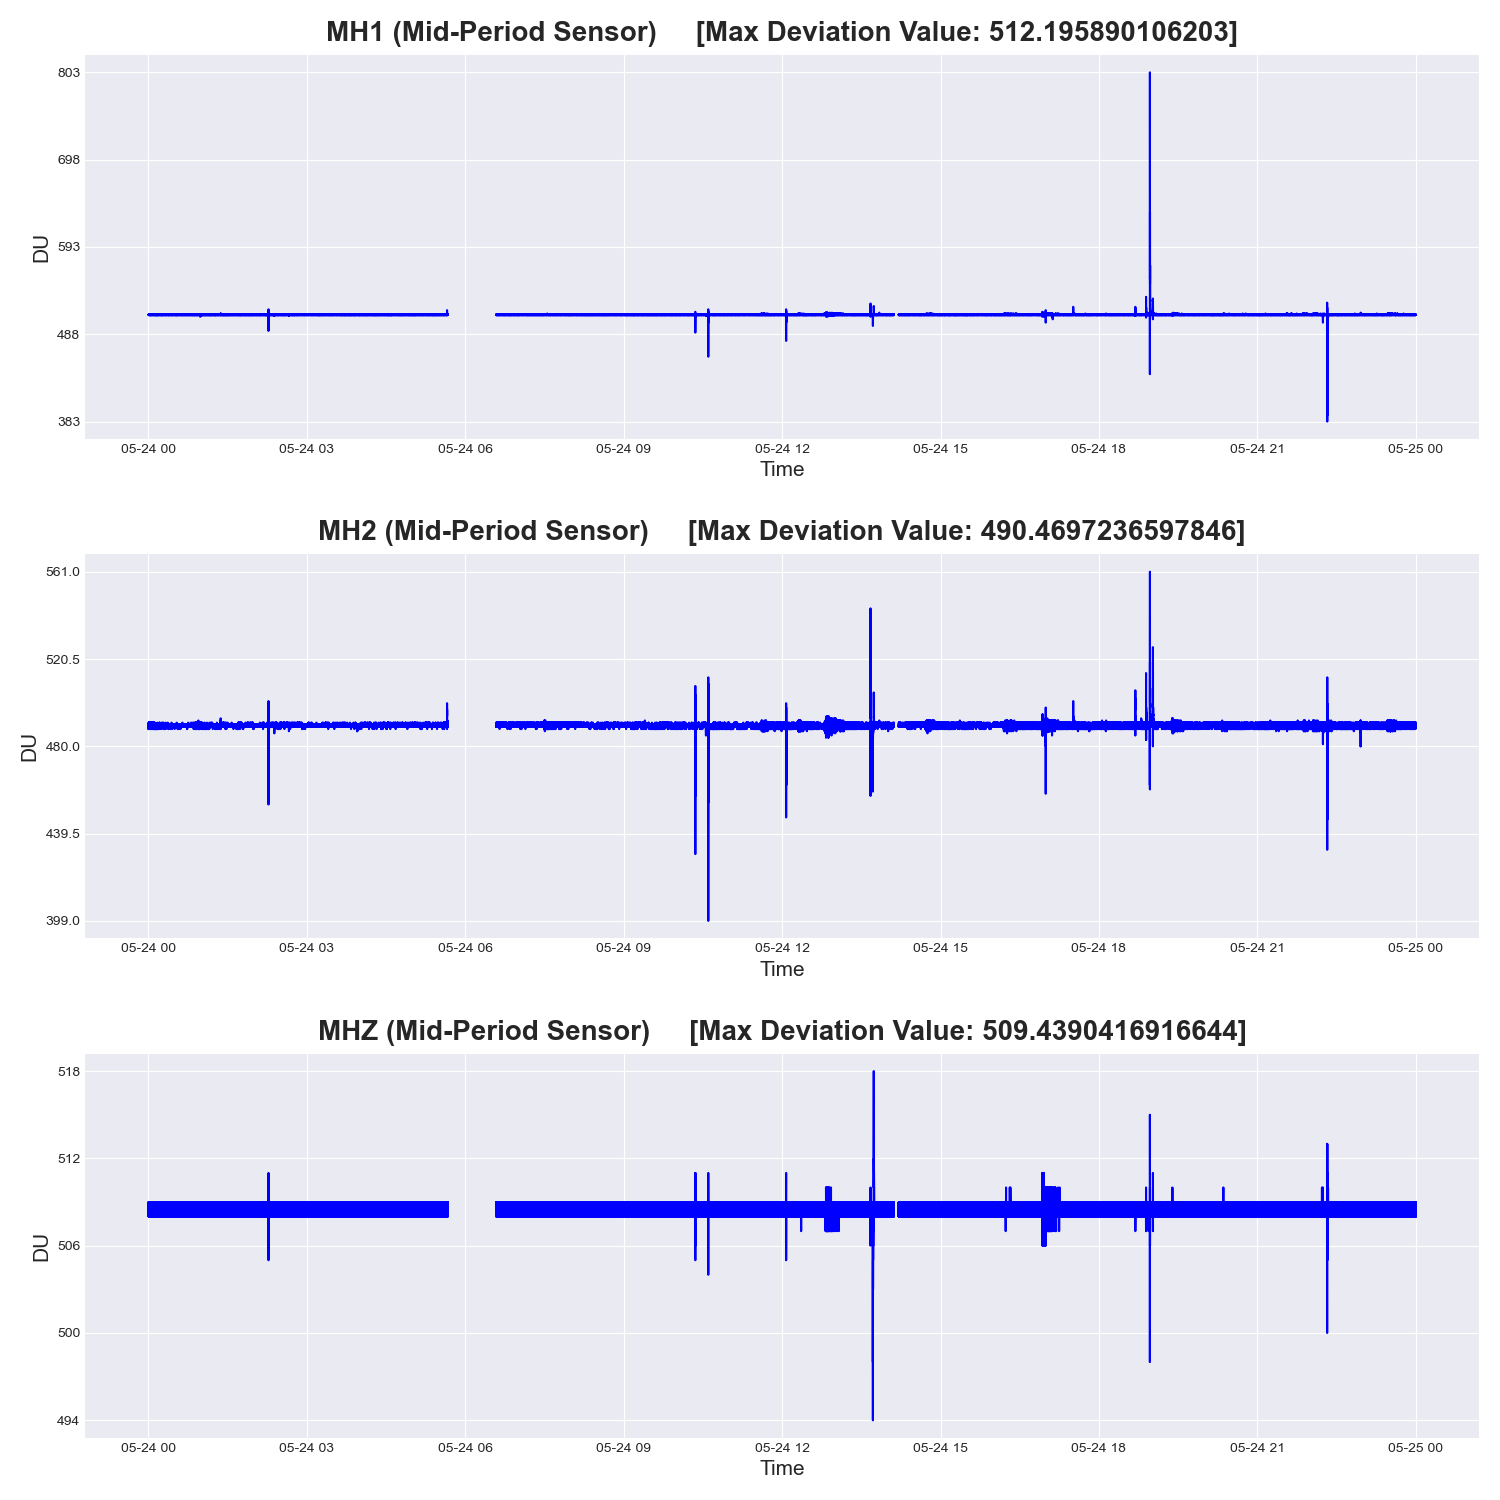 MH1 (Mid-Period Sensor) [Max Deviation Value: 512.195890106203]
803
698
593
488
383
DU
05-24 00 05-24 03 05-24 06 05-24 09 05-24 12 05-24 15 05-24 18 05-24 21 05-25 00
Time
MH2 (Mid-Period Sensor) [Max Deviation Value: 490.4697236597846]
561.0
520.5
480.0
439.5
399.0
DU
05-24 00 05-24 03 05-24 06 05-24 09 05-24 12 05-24 15 05-24 18 05-24 21 05-25 00
Time
MHZ (Mid-Period Sensor) [Max Deviation Value: 509.4390416916644]
518
512
506
500
494
DU
05-24 00 05-24 03 05-24 06 05-24 09 05-24 12 05-24 15 05-24 18 05-24 21 05-25 00
Time